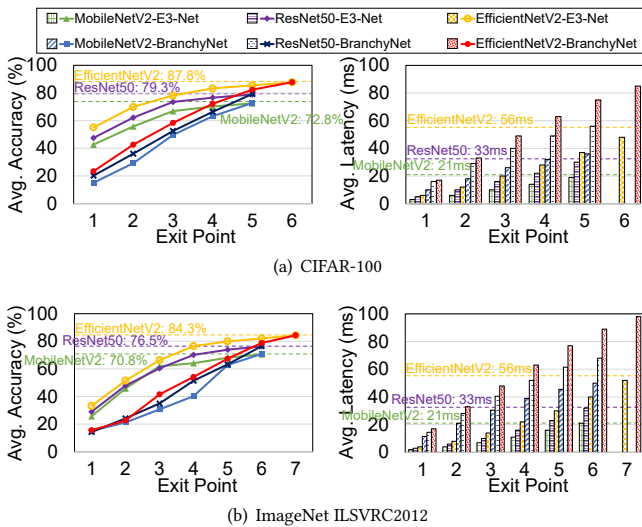 MobileNetV2-E3-Net ResNet50-E3-Net EfficientNetV2-E3-Net
MobileNetV2-BranchyNet ResNet50-BranchyNet EfficientNetV2-BranchyNet
Avg. Accuracy (%)
100
80
60
40
20
0
EfficientNetV2: 87.8%
ResNet50: 79.3%
MobileNetV2: 72.8%
1 2 3 4 5 6
Exit Point
Avg. Latency (ms)
100
80
60
40
20
0
EfficientNetV2: 56ms
ResNet50: 33ms
MobileNetV2: 21ms
1 2 3 4 5 6
Exit Point
(a) CIFAR-100
Avg. Accuracy (%)
100
80
60
40
20
0
EfficientNetV2: 84.3%
ResNet50: 76.5%
MobileNetV2: 70.8%
1 2 3 4 5 6 7
Exit Point
Avg. Latency (ms)
100
80
60
40
20
0
EfficientNetV2: 56ms
ResNet50: 33ms
MobileNetV2: 21ms
1 2 3 4 5 6 7
Exit Point
(b) ImageNet ILSVRC2012